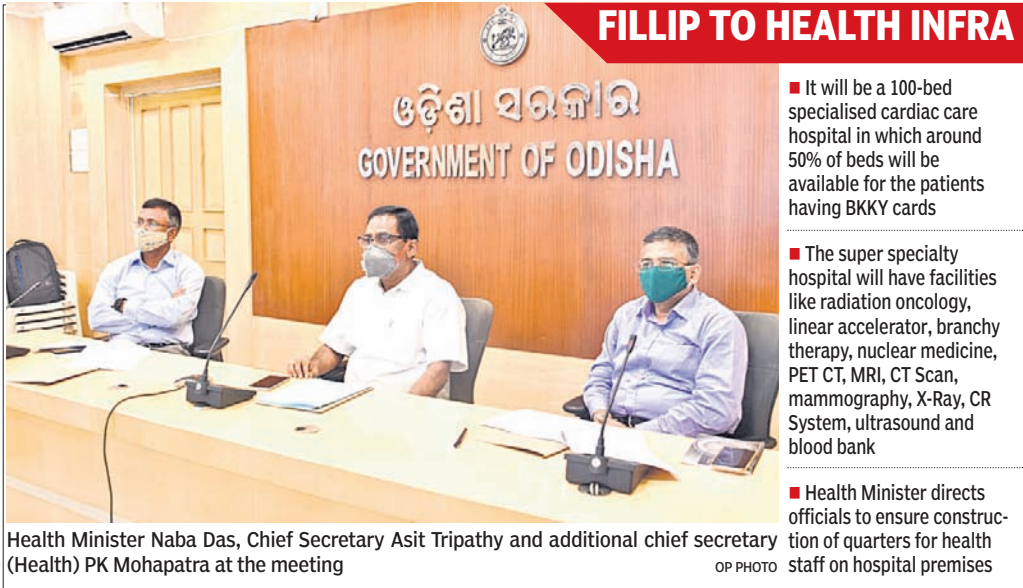 FILLIP TO HEALTH INFRA
ଓଡ଼ିଶା ସରକାର
GOVERNMENT OF ODISHA
It will be a 100-bed
specialised cardiac care
hospital in which around
50% of beds will be
available for the patients
having BKKY cards
The super specialty
hospital will have facilities
like radiation oncology,
linear accelerator, branchy
therapy, nuclear medicine,
PET CT, MRI, CT Scan,
mammography, X-Ray, CR
System, ultrasound and
blood bank
Health Minister directs
officials to ensure construc-
tion of quarters for health
staff on hospital premises
Health Minister Naba Das, Chief Secretary Asit Tripathy and additional chief secretary
(Health) PK Mohapatra at the meeting
OP PHOTO